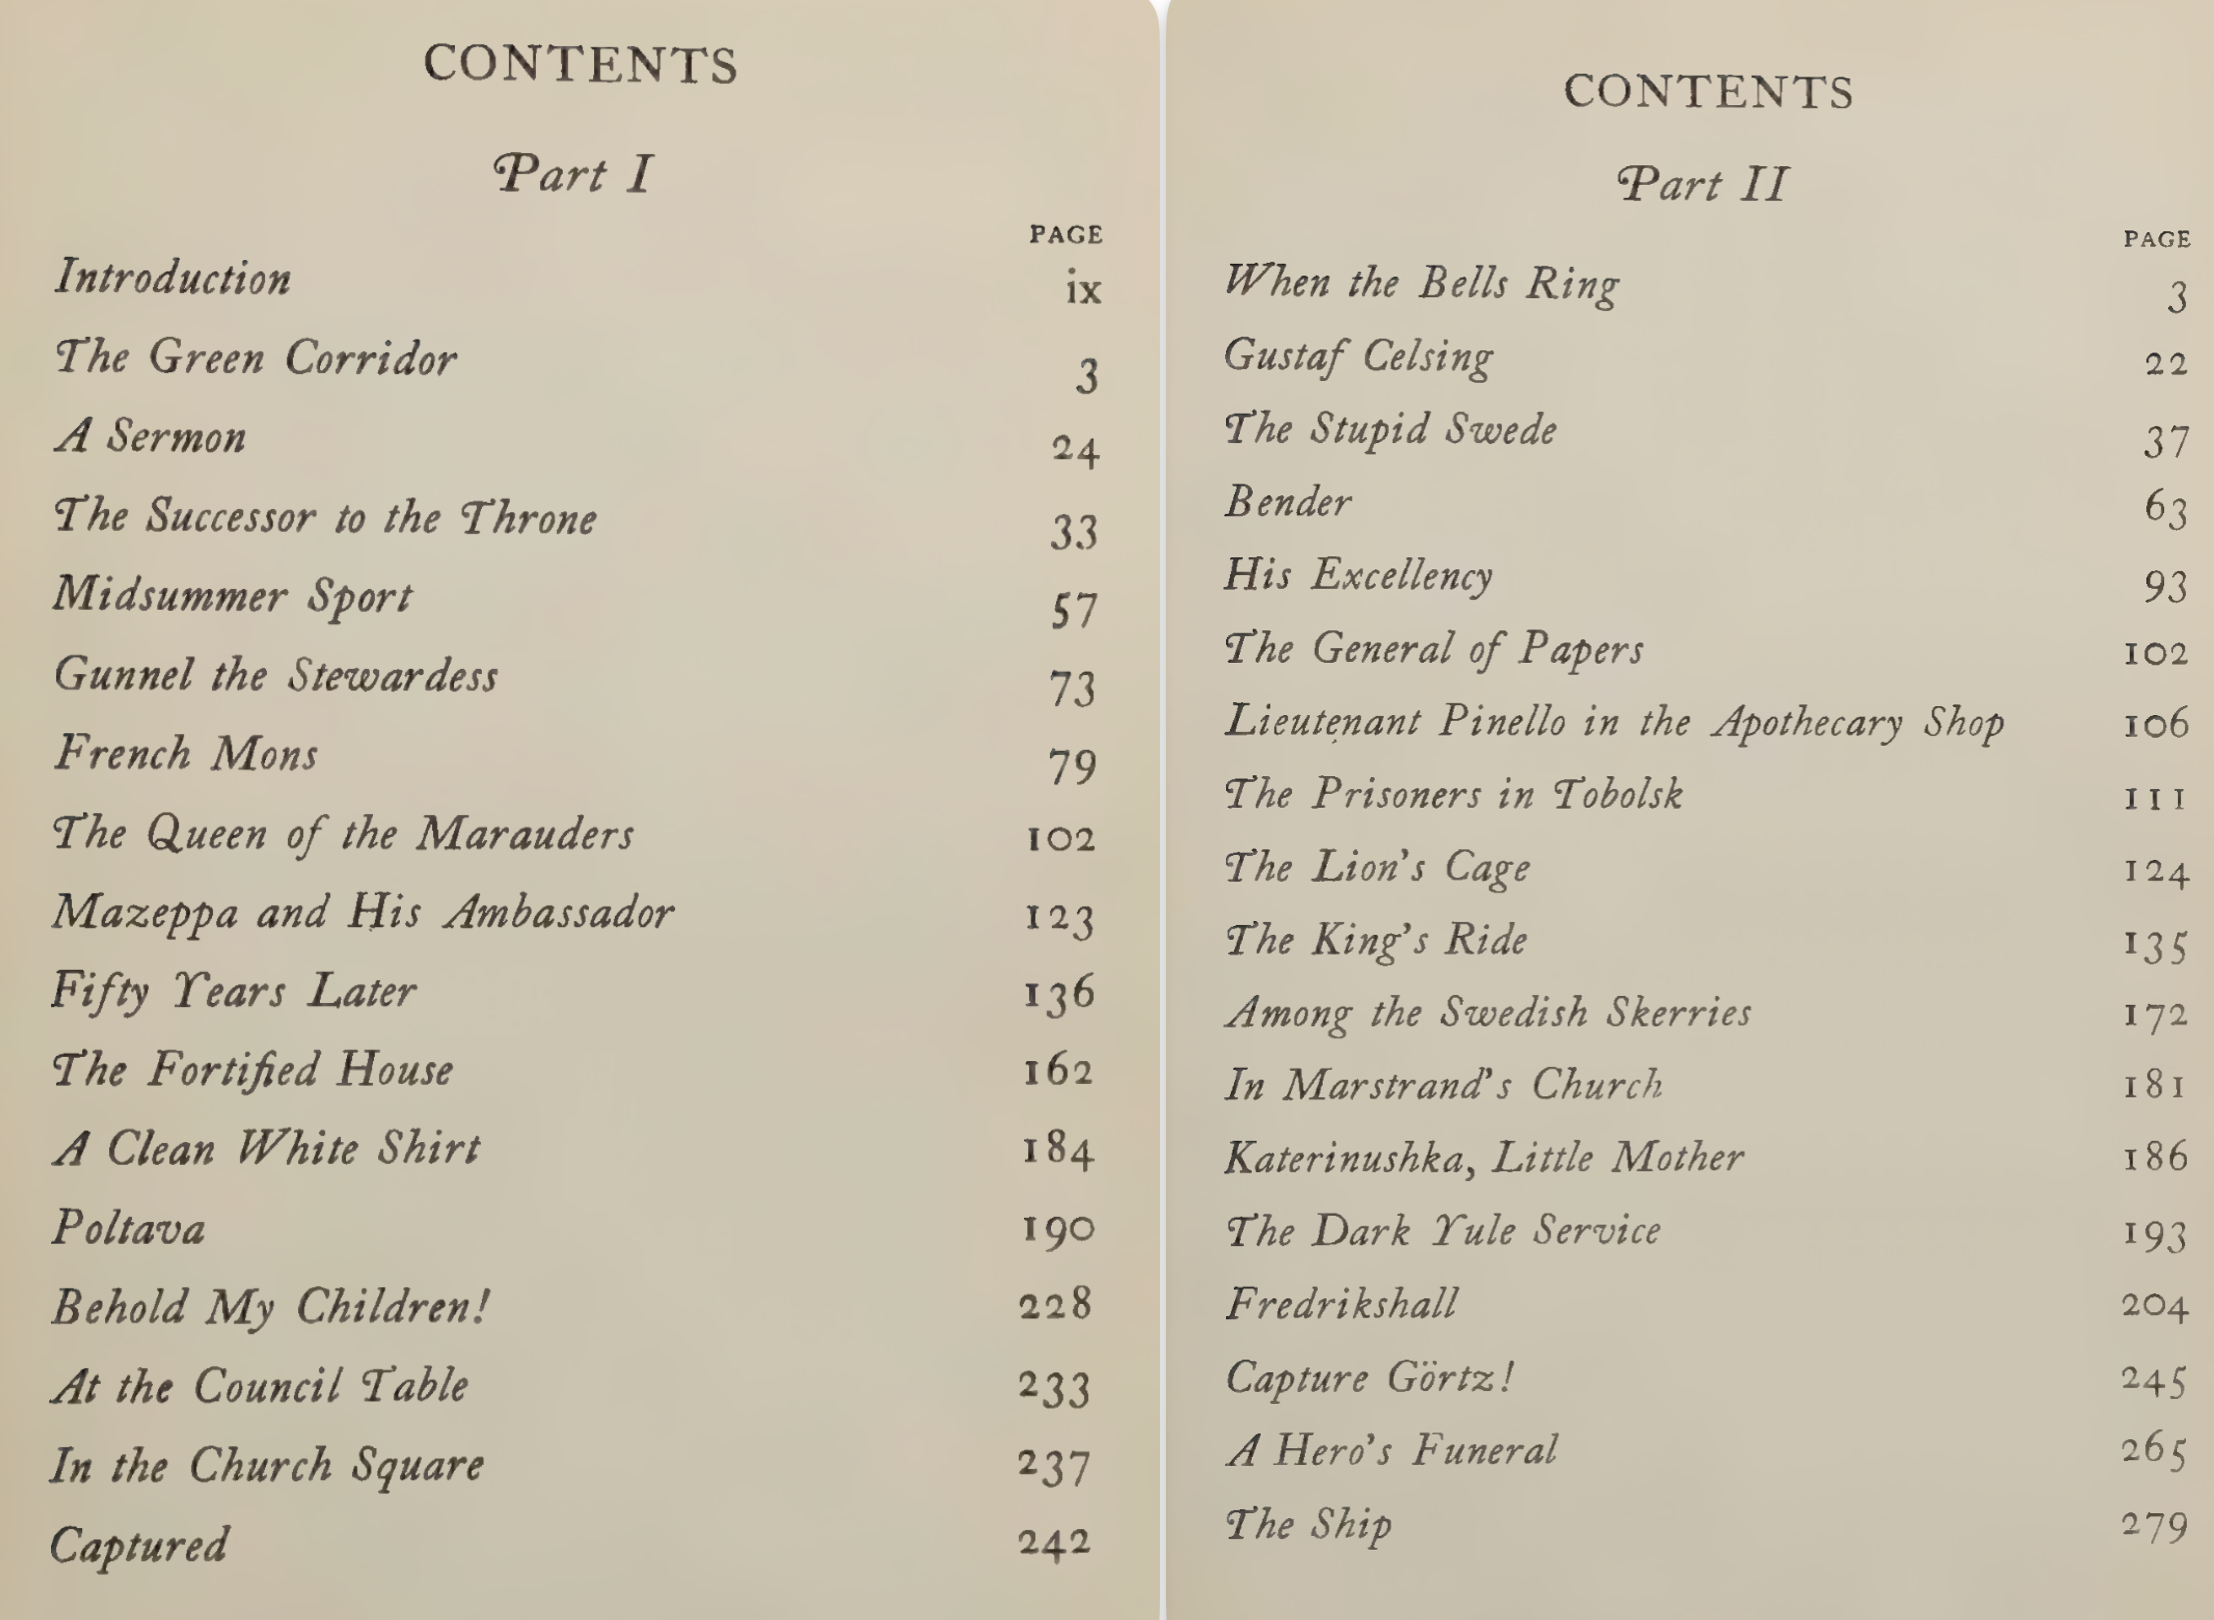 CONTENTS
Part I
PAGE
Introduction ix
The Green Corridor 3
A Sermon 24
The Successor to the Throne 33
Midsummer Sport 57
Gunnel the Stewardess 73
French Mons 79
The Queen of the Marauders 102
Mazeppa and His Ambassador 123
Fifty Years Later 136
The Fortified House 162
A Clean White Shirt 184
Poltava 190
Behold My Children! 228
At the Council Table 233
In the Church Square 237
Captured 242
CONTENTS
Part II
PAGE
When the Bells Ring 3
Gustaf Celsing 22
The Stupid Swede 37
Bender 63
His Excellency 93
The General of Papers 102
Lieutenant Pinello in the Apothecary Shop 106
The Prisoners in Tobolsk 111
The Lion's Cage 124
The King's Ride 135
Among the Swedish Skerries 172
In Marstrand's Church 181
Katerinushka, Little Mother 186
The Dark Yule Service 193
Fredrikshall 204
Capture Görtz! 245
A Hero's Funeral 265
The Ship 279